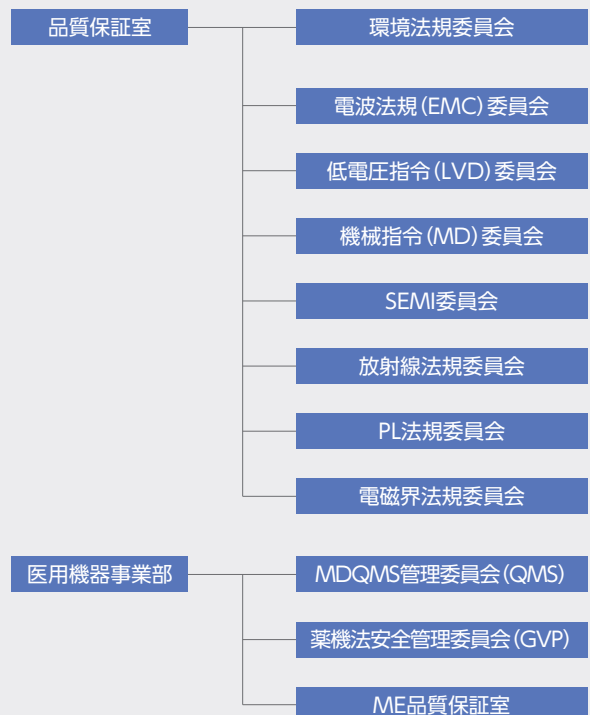 品質保証室
環境法規委員会
電波法規(EMC)委員会
低電圧指令(LVD)委員会
機械指令(MD)委員会
SEMI委員会
放射線法規委員会
PL法規委員会
電磁界法規委員会
医用機器事業部
MDQMS管理委員会(QMS)
薬機法安全管理委員会(GVP)
ME品質保証室